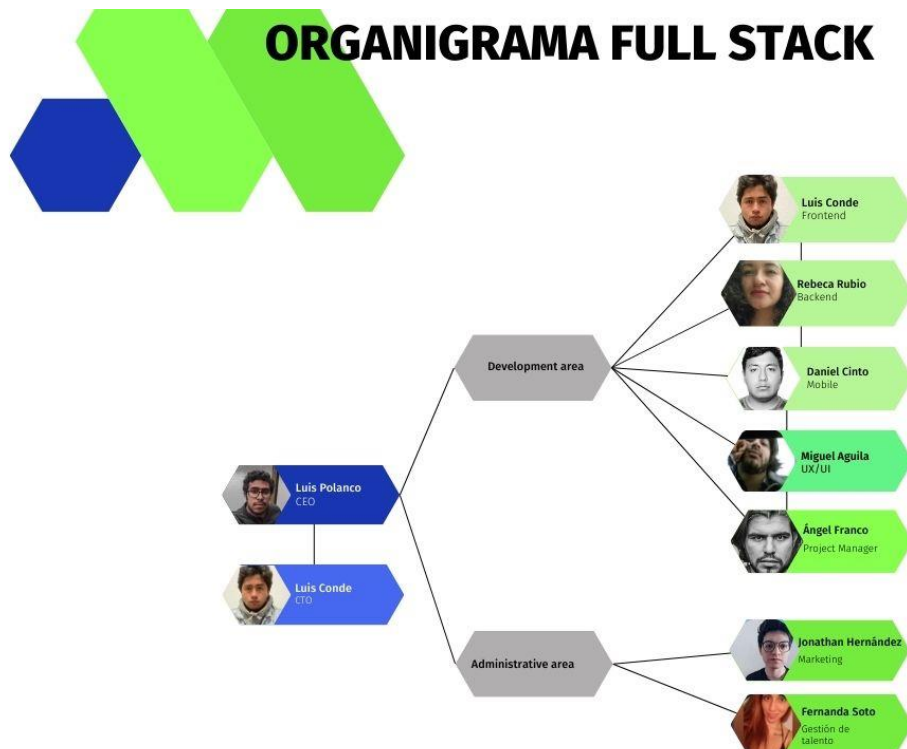 ORGANIGRAMA FULL STACK
Luis Conde
Frontend
Rebeca Rubio
Backend
Development area
Daniel Cinto
Mobile
Miguel Aguila
UX/UI
Luis Polanco
CEO
Ángel Franco
Project Manager
Luis Conde
CTO
Administrative area
Jonathan Hernández
Marketing
Fernanda Soto
Gestión de
talento